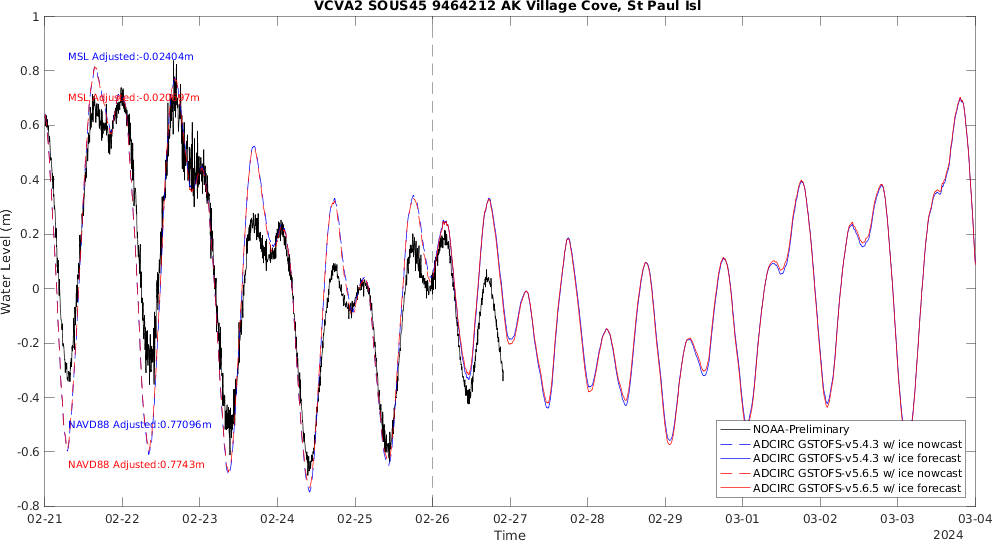 VCVA2 SOUS45 9464212 AK Village Cove, St Paul Isl
1
0.8
0.6
0.4
0.2
0
-0.2
-0.4
-0.6
-0.8
Water Level (m)
MSL Adjusted:-0.02404m
MSL Adjusted:
NAVD88 Adjusted:0.77096m
NAVD88 Adjusted:0.7743m
NOAA-Preliminary
ADCIRC GSTOFS-v5.4.3 w/ ice nowcast
ADCIRC GSTOFS-v5.4.3 w/ ice forecast
ADCIRC GSTOFS-v5.6.5 w/ ice nowcast
ADCIRC GSTOFS-v5.6.5 w/ ice forecast
02-21 02-22 02-23 02-24 02-25 02-26 02-27 02-28 02-29 03-01 03-02 03-03 03-04
Time
2024